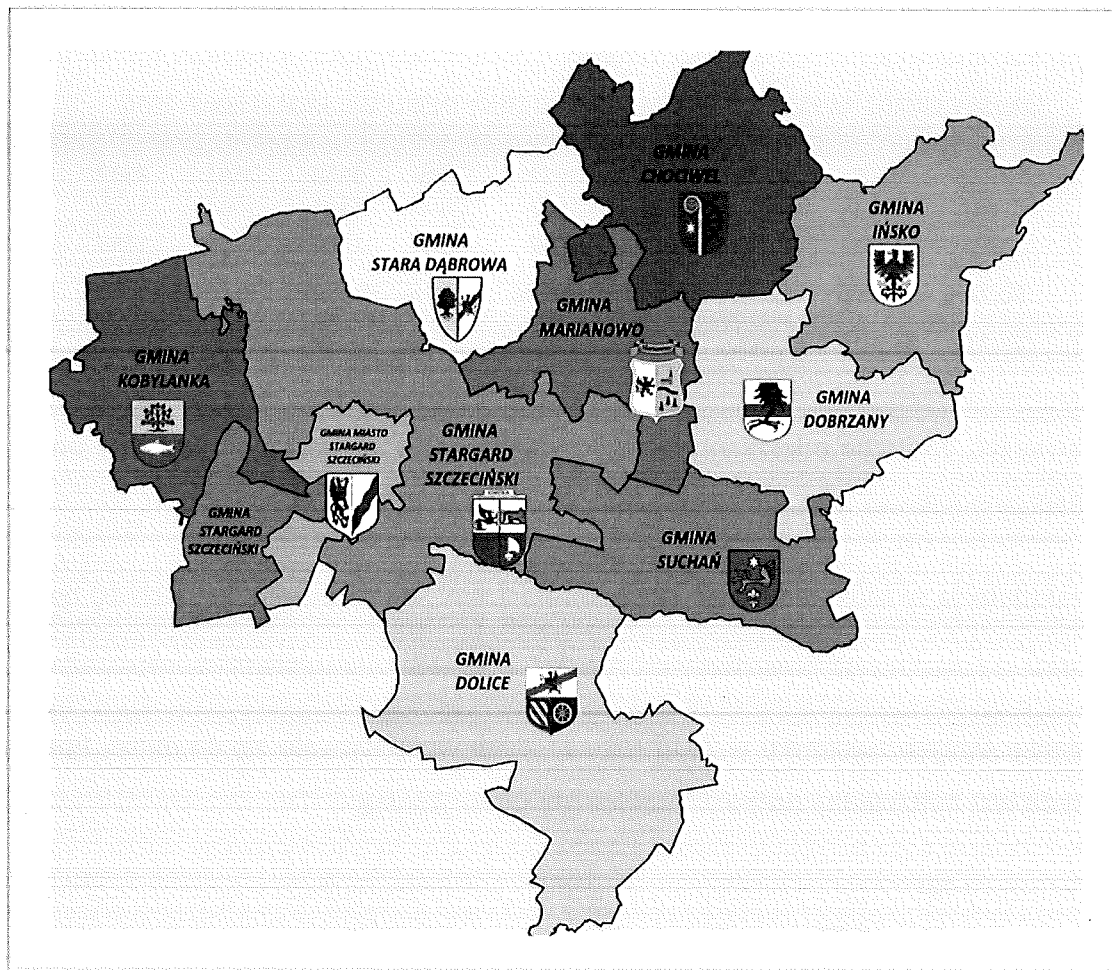 GMINA
CHOCIWEL
GMINA
IŃSKO
GMINA
STARA DĄBROWA
GMINA
MARIANOWO
GMINA
KOBYLANKA
GMINA
DOBRZANY
GMINA MIASTO
STARGARD
SZCZECIŃSKI
GMINA
STARGARD
SZCZECIŃSKI
GMINA
STARGARD
SZCZECIŃSKI
GMINA
SUCHAŃ
GMINA
DOLICE